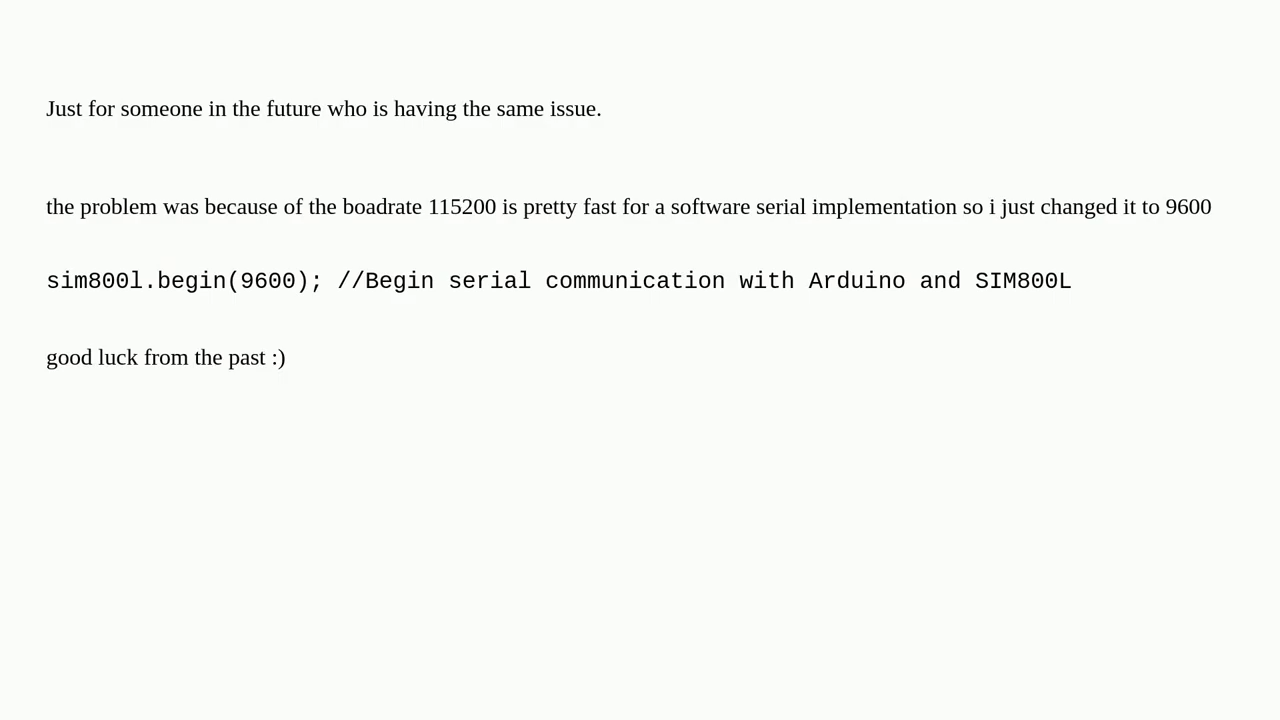 Just for someone in the future who is having the same issue.
the problem was because of the boadrate 115200 is pretty fast for a software serial implementation so i just changed it to 9600
sim800l.begin(9600); //Begin serial communication with Arduino and SIM800L
good luck from the past :)